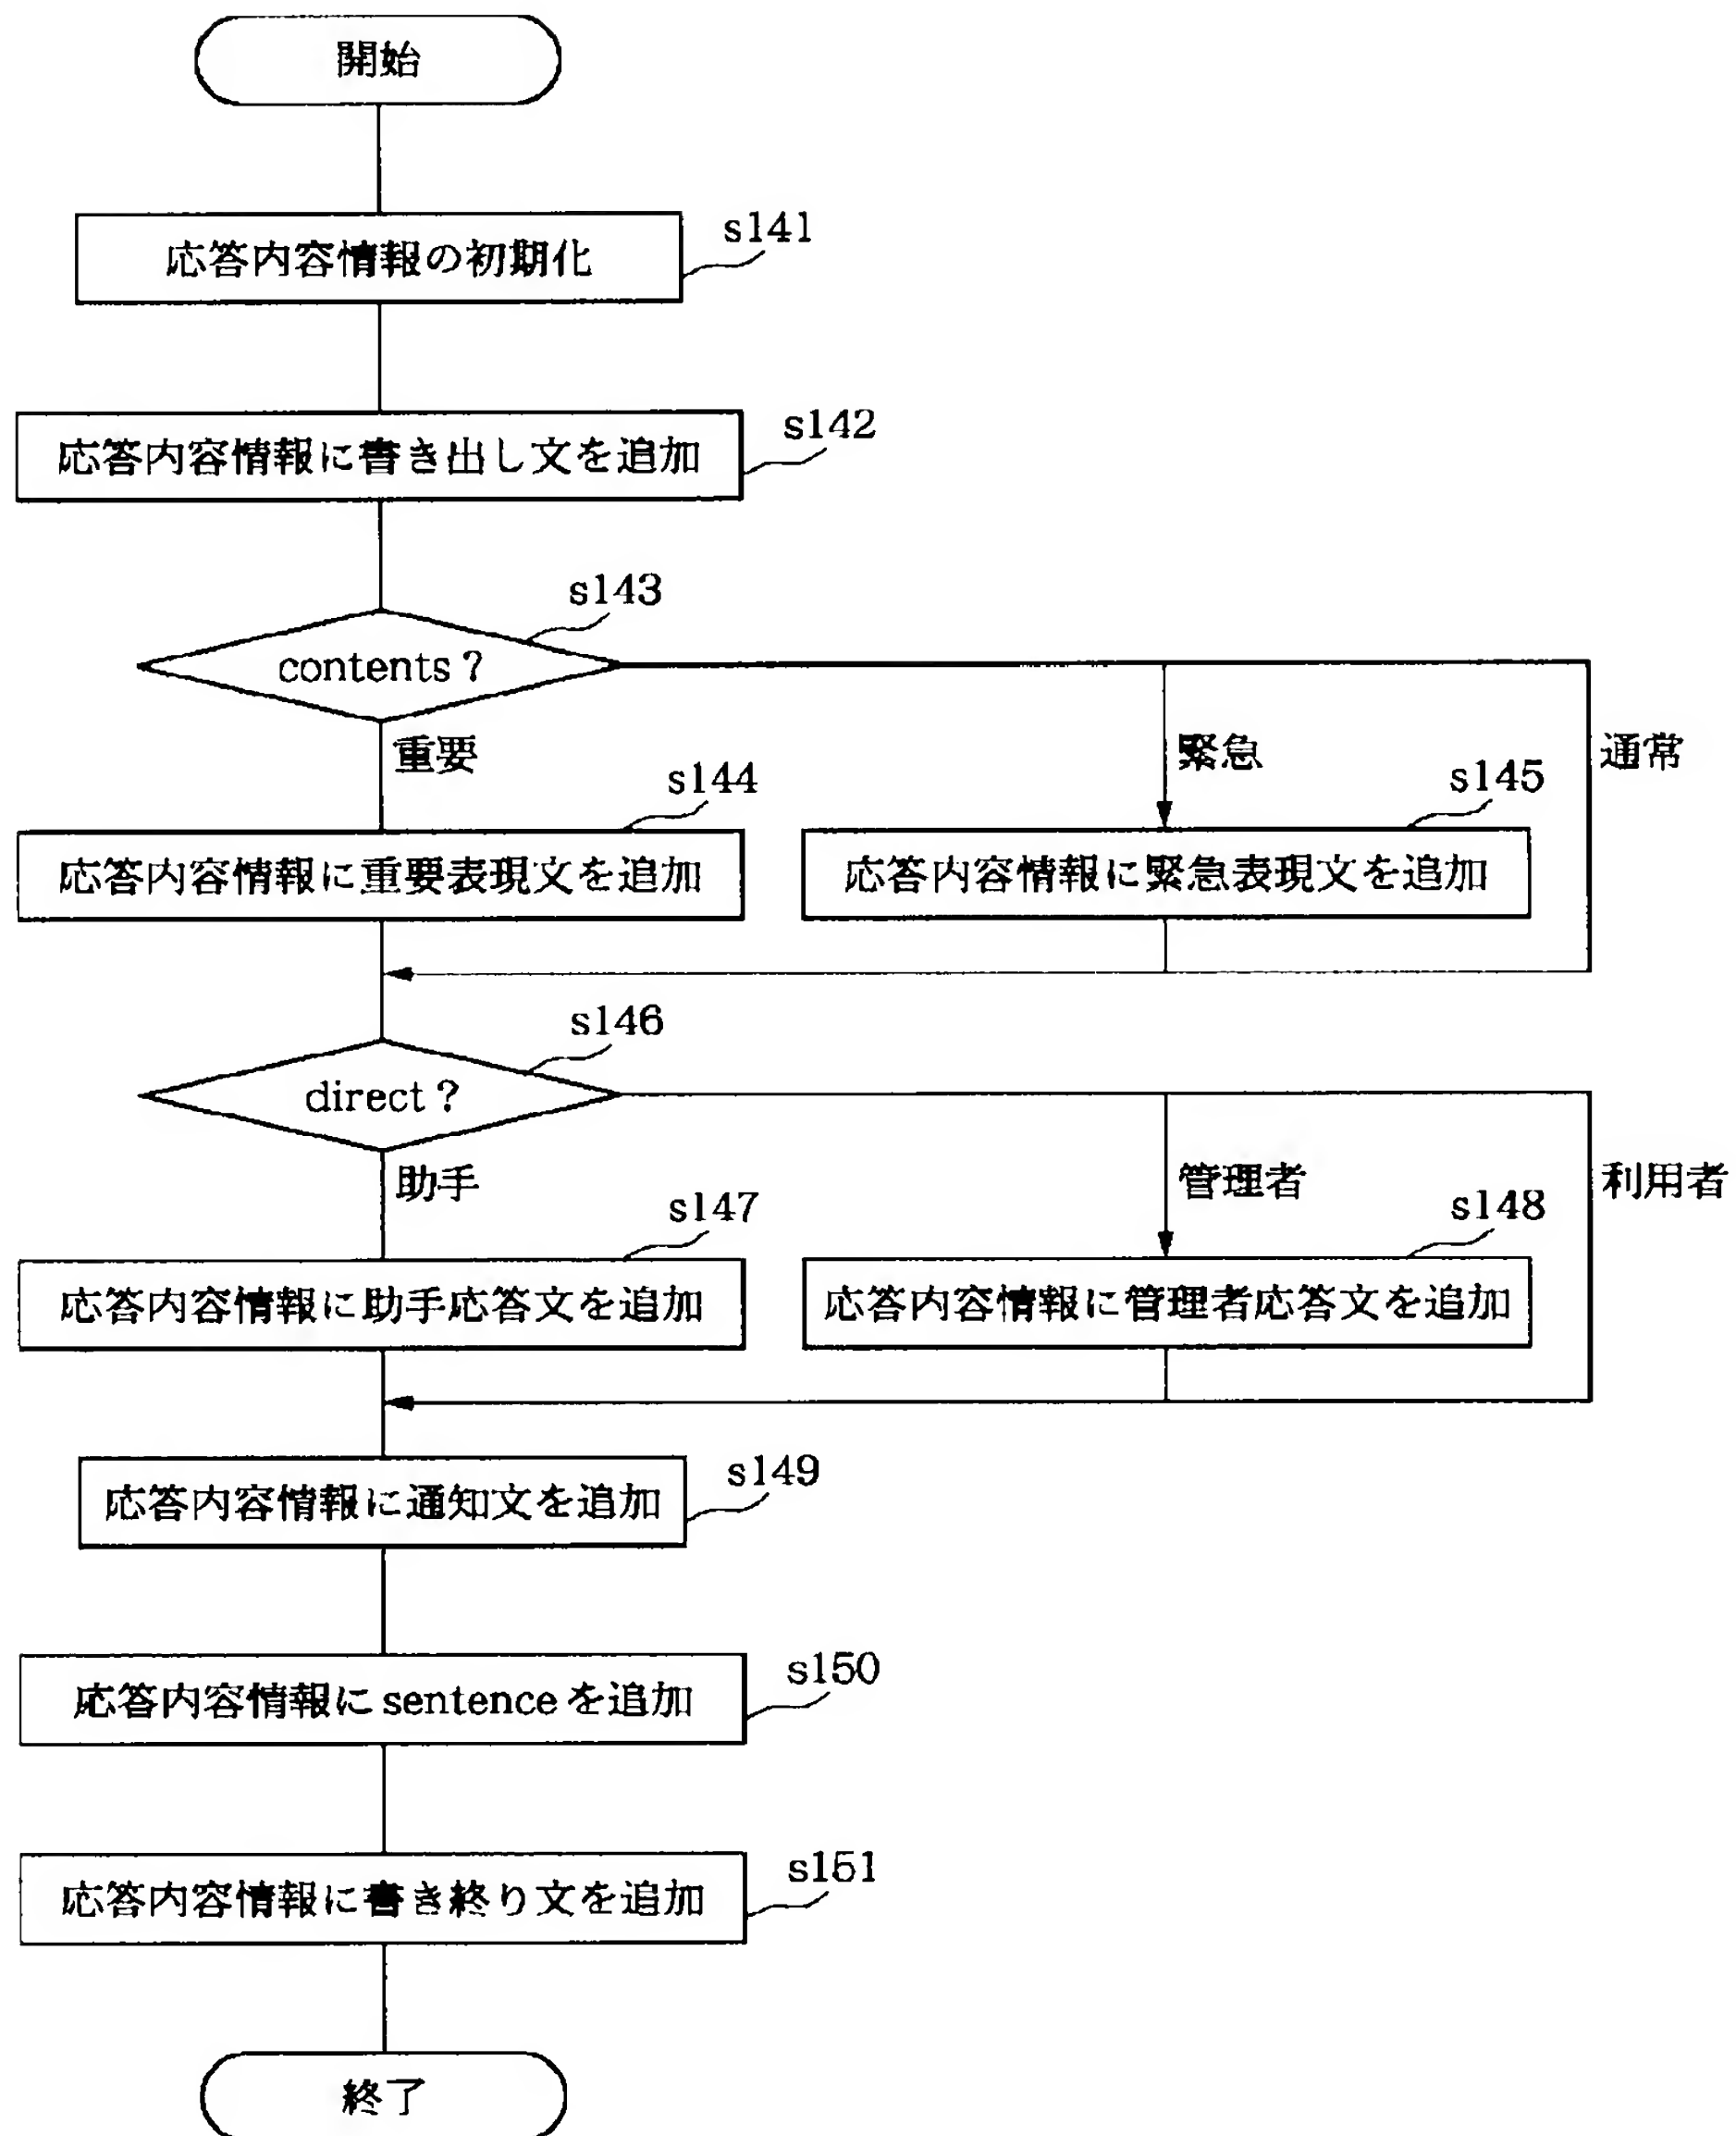 開始
s141
応答内容情報の初期化
s142
応答内容情報に書き出し文を追加
s143
contents？
重要
緊急
通常
s144
s145
応答内容情報に重要表現文を追加
応答内容情報に緊急表現文を追加
s146
direct？
助手
管理者
利用者
s147
s148
応答内容情報に助手応答文を追加
応答内容情報に管理者応答文を追加
s149
応答内容情報に通知文を追加
s150
応答内容情報にsentenceを追加
s151
応答内容情報に書き終り文を追加
終了